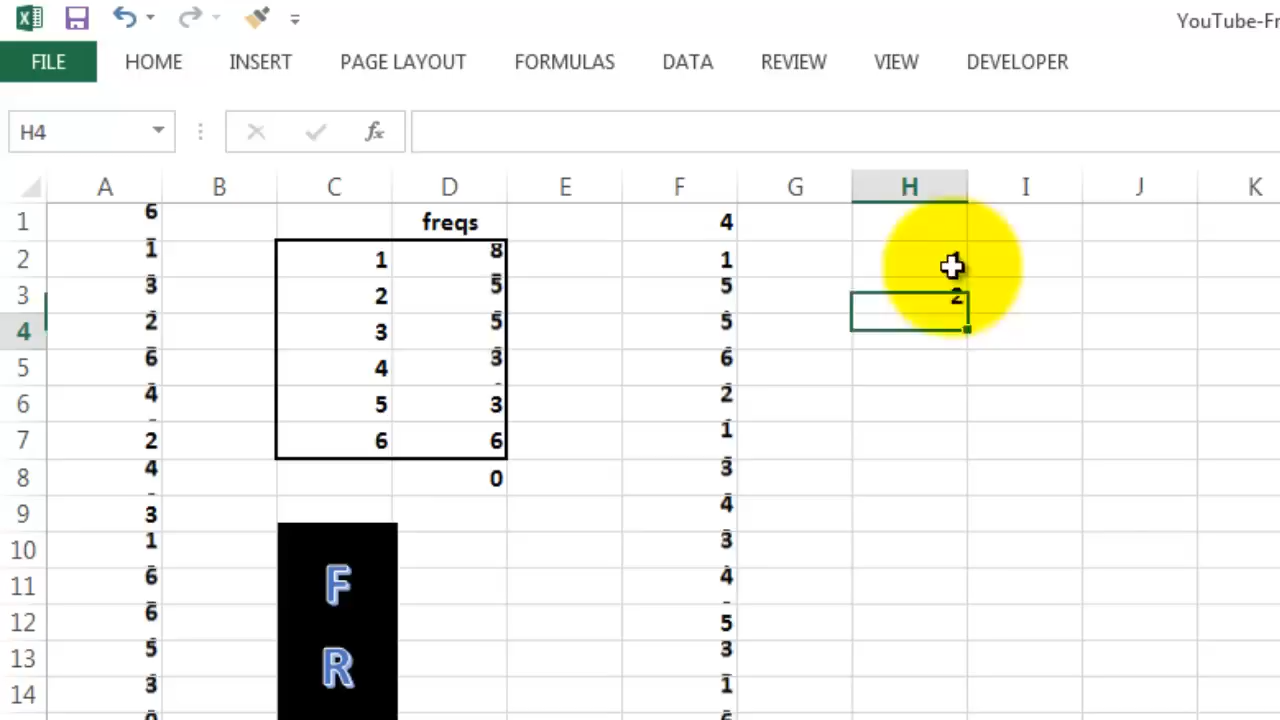 YouTube-Fr
FILE HOME INSERT PAGE LAYOUT FORMULAS DATA REVIEW VIEW DEVELOPER
H4 fx
A B C D E F G H I J K
1 6 freqs 4
2 1 1 8 1
3 3 2 5 5 2
4 2 3 5 5
5 6 4 3 6
6 4 5 3 2
7 2 6 6 1
8 4 0 3
9 3 4
10 1 3
11 6 F 4
12 6 5
13 5 R 3
14 3 1